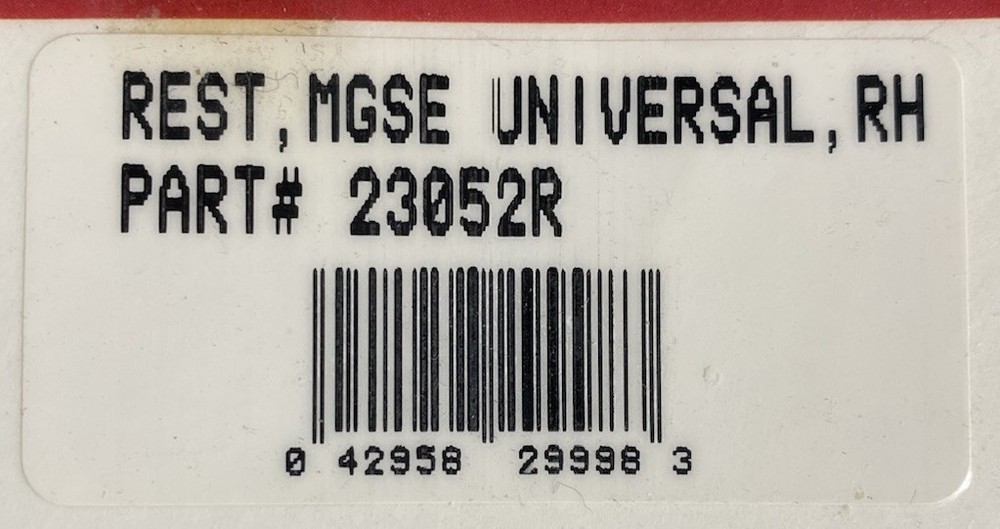 REST,MGSE UNIVERSAL,RH
PART# 23052R
0 42958 29998 3